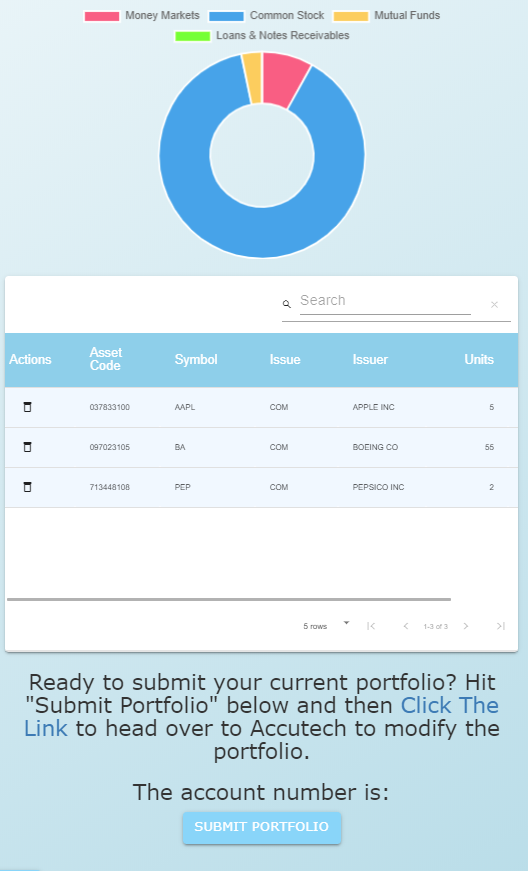 Money Markets Common Stock Mutual Funds
Loans & Notes Receivables
Search
Actions Asset Code Symbol Issue Issuer Units
037833100 AAPL COM APPLE INC 5
097023105 BA COM BOEING CO 55
713448108 PEP COM PEPSICO INC 2
5 rows 1-3 of 3
Ready to submit your current portfolio? Hit
"Submit Portfolio" below and then Click The
Link to head over to Accutech to modify the
portfolio.
The account number is:
SUBMIT PORTFOLIO